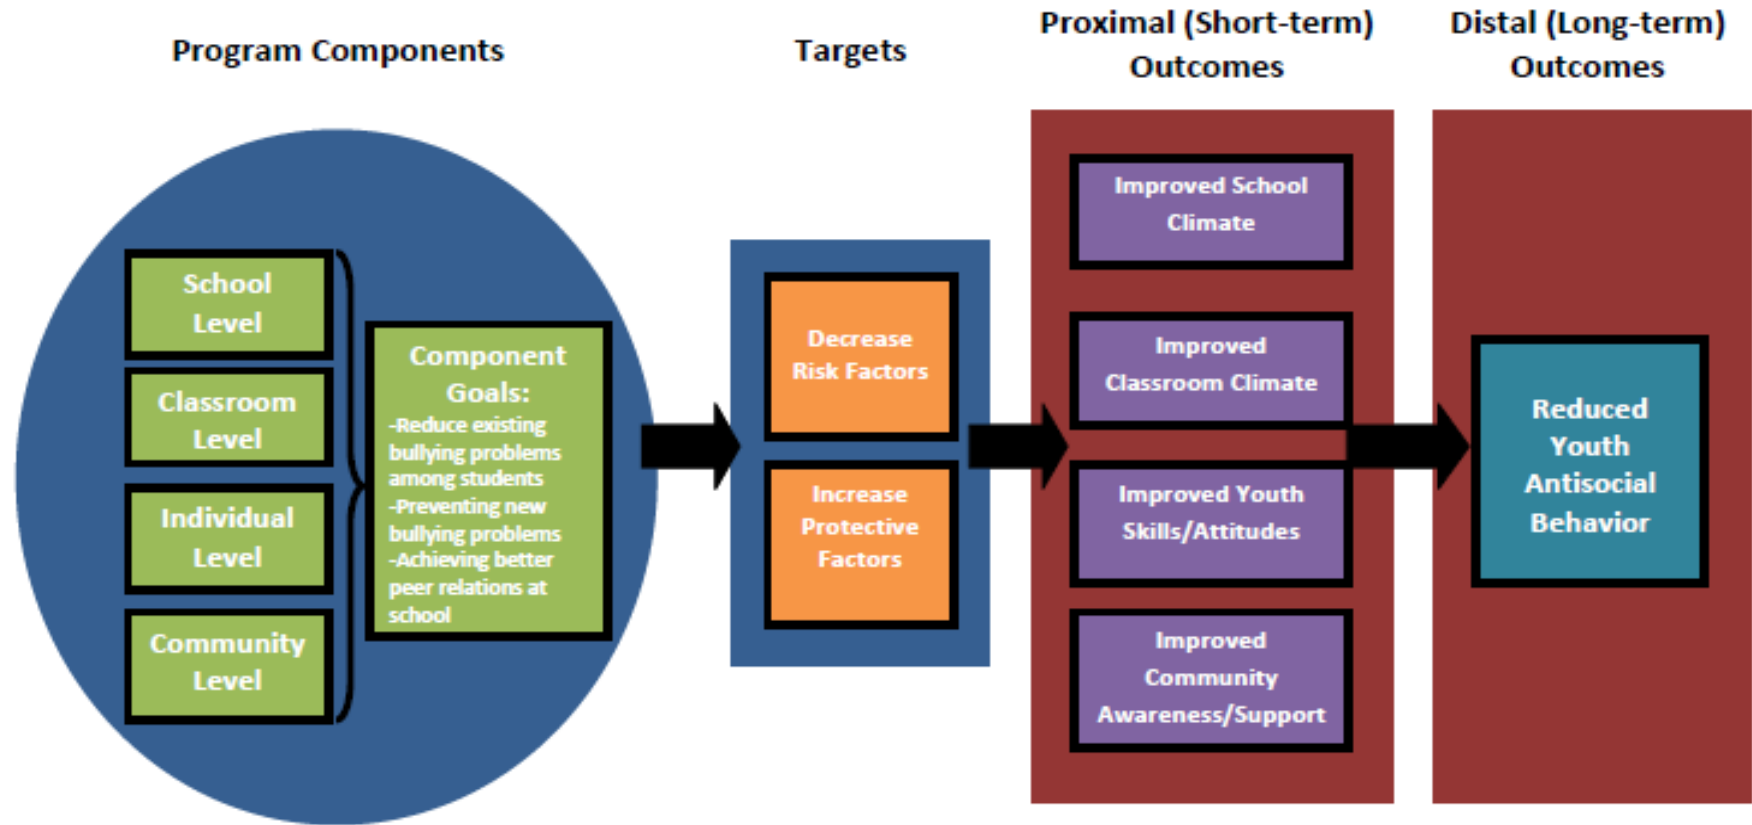 Program Components
Targets
Proximal (Short-term)
Outcomes
Distal (Long-term)
Outcomes
School
Level
Classroom
Level
Individual
Level
Community
Level
Component
Goals:
-Reduce existing
bullying problems
among students
-Preventing new
bullying problems
-Achieving better
peer relations at
school
Decrease
Risk Factors
Increase
Protective
Factors
Improved School
Climate
Improved
Classroom Climate
Improved Youth
Skills/Attitudes
Improved
Community
Awareness/Support
Reduced
Youth
Antisocial
Behavior